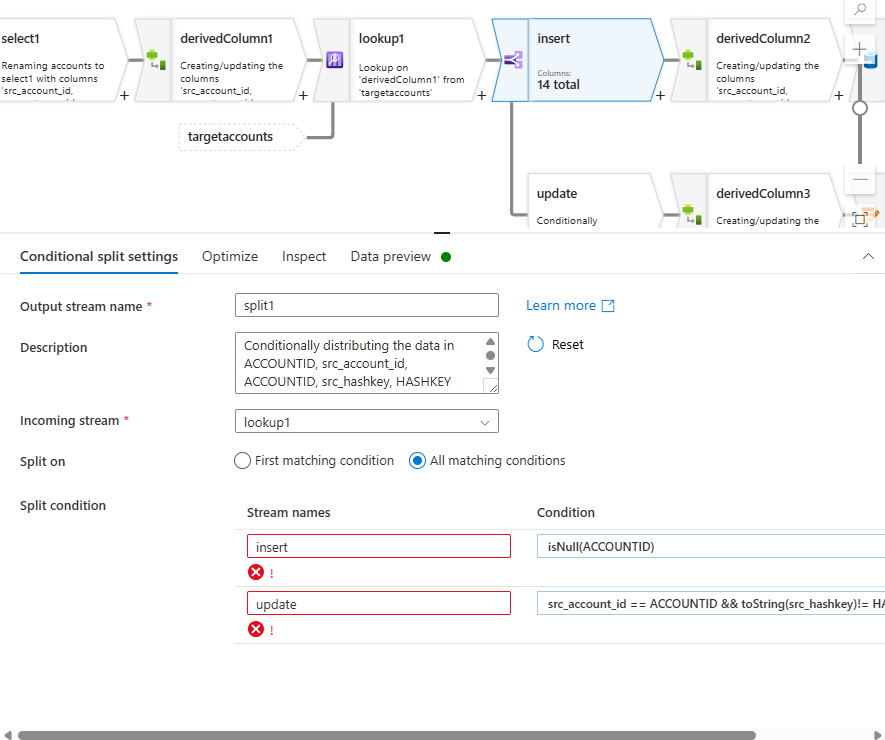 select1
Renaming accounts to
select1 with columns
'src_account_id,
+
derivedColumn1
Creating/updating the
columns
'src_account_id,
+
lookup1
Lookup on
'derivedColumn1' from
'targetaccounts'
+
insert
Columns:
14 total
+
derivedColumn2
Creating/updating the
columns
'src_account_id,
+
targetaccounts
update
Conditionally
derivedColumn3
Creating/updating the
Conditional split settings
Optimize
Inspect
Data preview
Output stream name *
split1
Learn more
Description
Conditionally distributing the data in
ACCOUNTID, src_account_id,
ACCOUNTID, src_hashkey, HASHKEY
Reset
Incoming stream *
lookup1
Split on
First matching condition
All matching conditions
Split condition
Stream names
Condition
insert
isNull(ACCOUNTID)
!
update
src_account_id == ACCOUNTID && toString(src_hashkey)!= HA
!